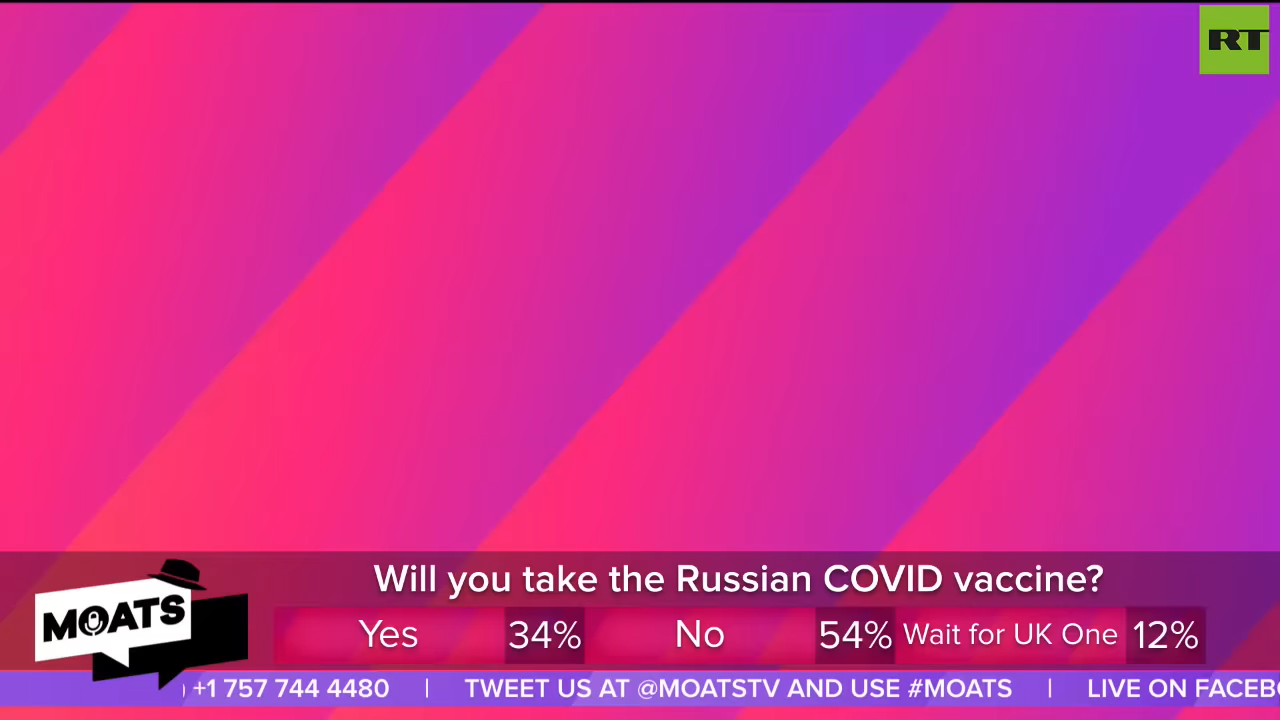 RT
Will you take the Russian COVID vaccine?
Yes 34% No 54% Wait for UK One 12%
MOATS
) +1 757 744 4480 | TWEET US AT @MOATSTV AND USE #MOATS | LIVE ON